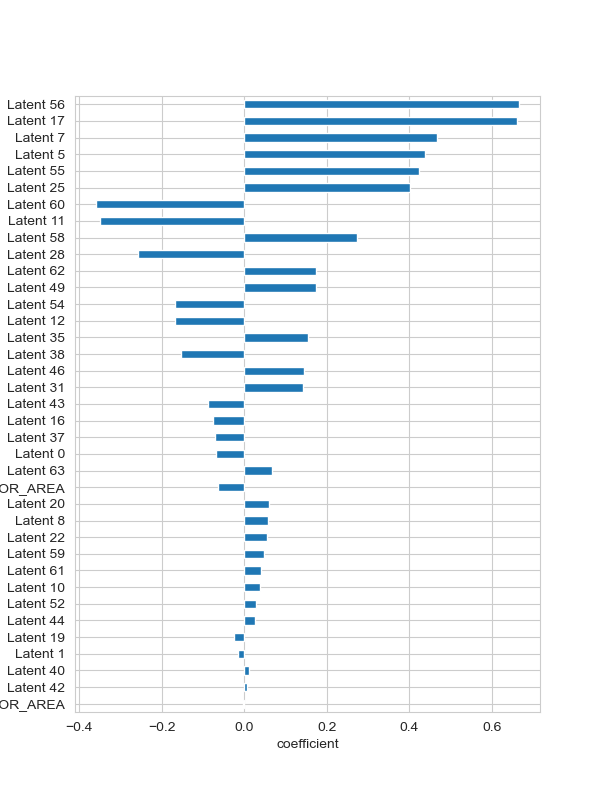 Latent 56
Latent 17
Latent 7
Latent 5
Latent 55
Latent 25
Latent 60
Latent 11
Latent 58
Latent 28
Latent 62
Latent 49
Latent 54
Latent 12
Latent 35
Latent 38
Latent 46
Latent 31
Latent 43
Latent 16
Latent 37
Latent 0
Latent 63
OR_AREA
Latent 20
Latent 8
Latent 22
Latent 59
Latent 61
Latent 10
Latent 52
Latent 44
Latent 19
Latent 1
Latent 40
Latent 42
OR_AREA
−0.4 −0.2 0.0 0.2 0.4 0.6
coefficient